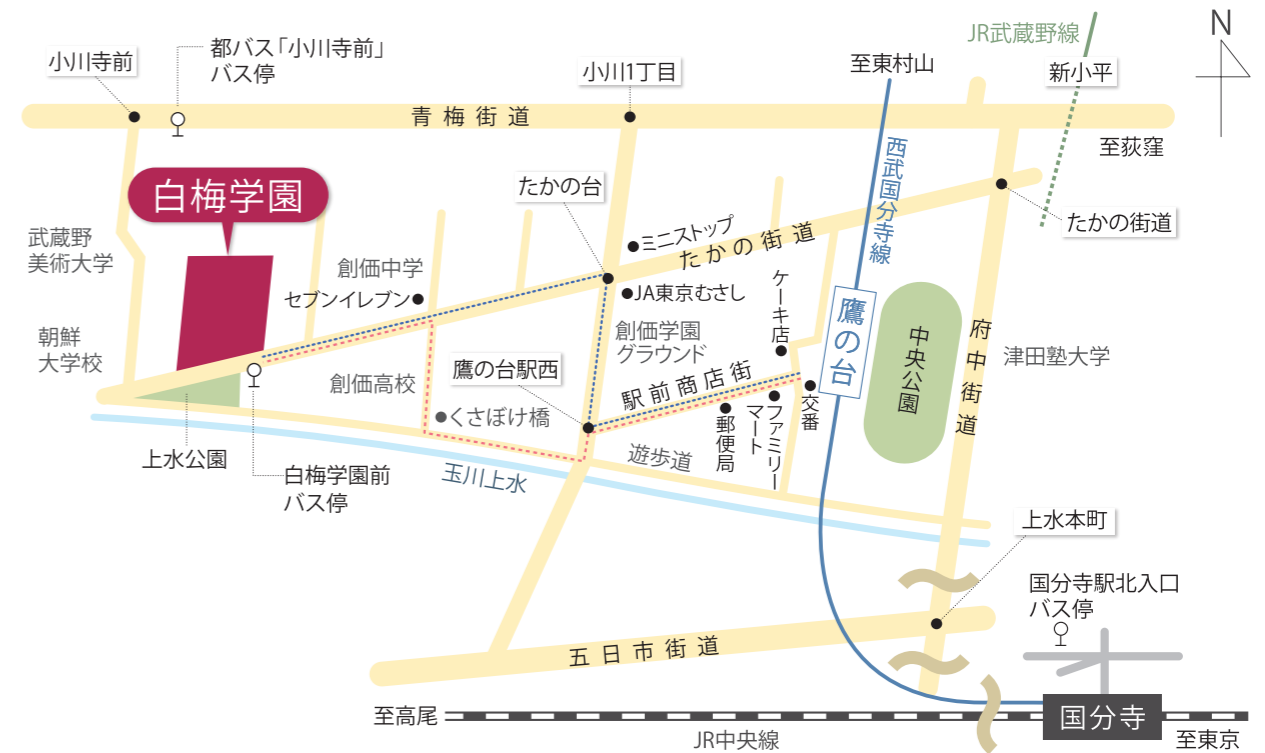 N
JR武蔵野線
新小平
小川寺前
都バス「小川寺前」
バス停
小川1丁目
至東村山
青梅街道
至荻窪
西武国分寺線
白梅学園
たかの台
たかの街道
武蔵野
美術大学
ミニストップ
たかの街道
創価中学
セブンイレブン
JA東京むさし
ケーキ店
鷹の台
中央公園
府中街道
津田塾大学
朝鮮
大学校
創価学園
グラウンド
鷹の台駅西
駅前商店街
創価高校
くさぼけ橋
交番
ファミリー
マート
郵便局
遊歩道
上水公園
白梅学園前
バス停
玉川上水
上水本町
国分寺駅北入口
バス停
五日市街道
至高尾
JR中央線
国分寺
至東京